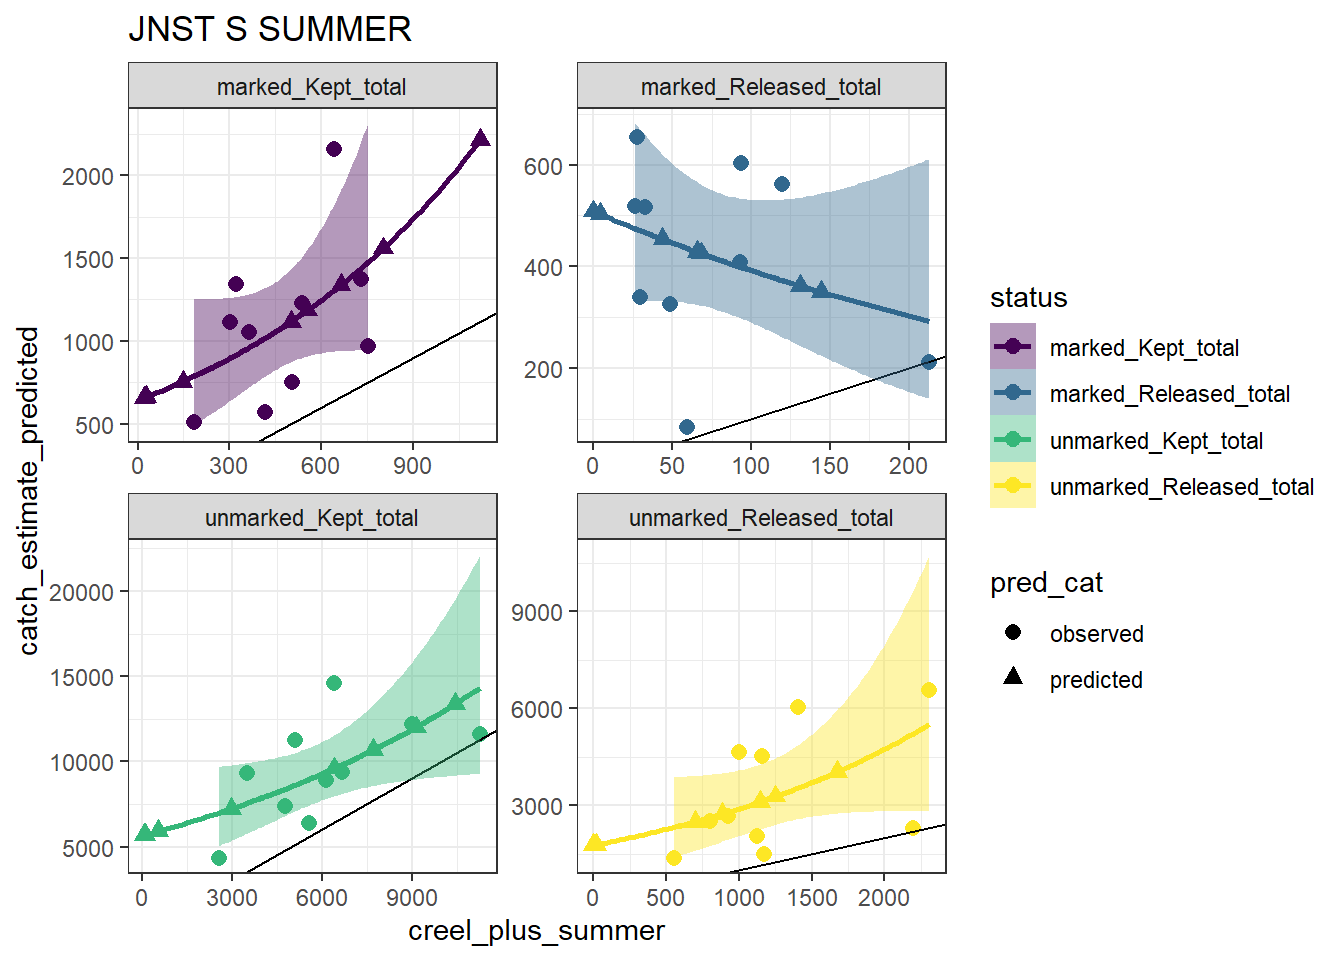 JNST S SUMMER
marked_Kept_total
marked_Released_total
2000
1500
1000
500
600
400
200
0 300 600 900
0 50 100 150 200
unmarked_Kept_total
unmarked_Released_total
20000
15000
10000
5000
9000
6000
3000
0 3000 6000 9000
0 500 1000 1500 2000
catch_estimate_predicted
creel_plus_summer
status
marked_Kept_total
marked_Released_total
unmarked_Kept_total
unmarked_Released_total
pred_cat
observed
predicted